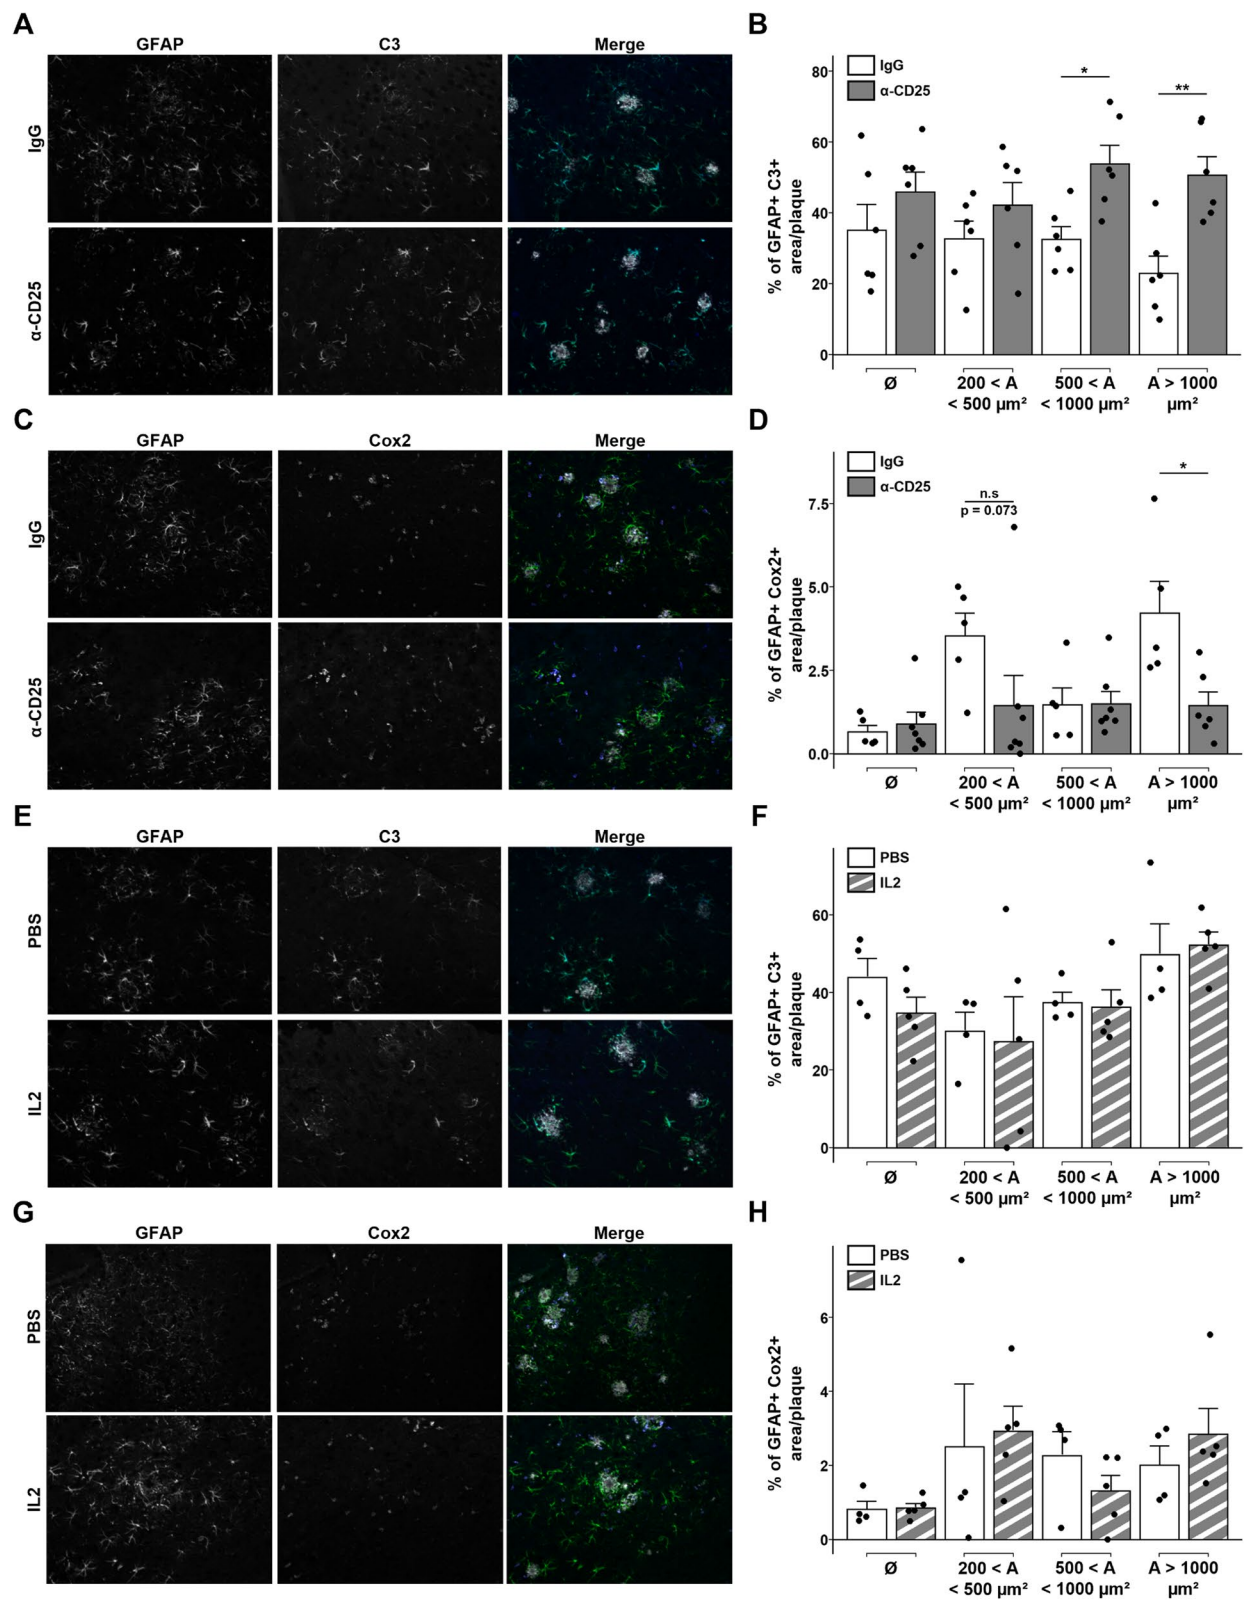 A
GFAP
C3
Merge
IgG
α-CD25
B
IgG
α-CD25
*
**
% of GFAP+ C3+
area/plaque
80
60
40
20
0
Ø
200 < A
< 500 µm²
500 < A
< 1000 µm²
A > 1000
µm²
C
GFAP
Cox2
Merge
IgG
α-CD25
D
IgG
α-CD25
n.s
p = 0.073
*
% of GFAP+ Cox2+
area/plaque
7.5
5.0
2.5
0.0
Ø
200 < A
< 500 µm²
500 < A
< 1000 µm²
A > 1000
µm²
E
GFAP
C3
Merge
PBS
IL2
F
PBS
IL2
% of GFAP+ C3+
area/plaque
60
40
20
0
Ø
200 < A
< 500 µm²
500 < A
< 1000 µm²
A > 1000
µm²
G
GFAP
Cox2
Merge
PBS
IL2
H
PBS
IL2
% of GFAP+ Cox2+
area/plaque
6
4
2
0
Ø
200 < A
< 500 µm²
500 < A
< 1000 µm²
A > 1000
µm²